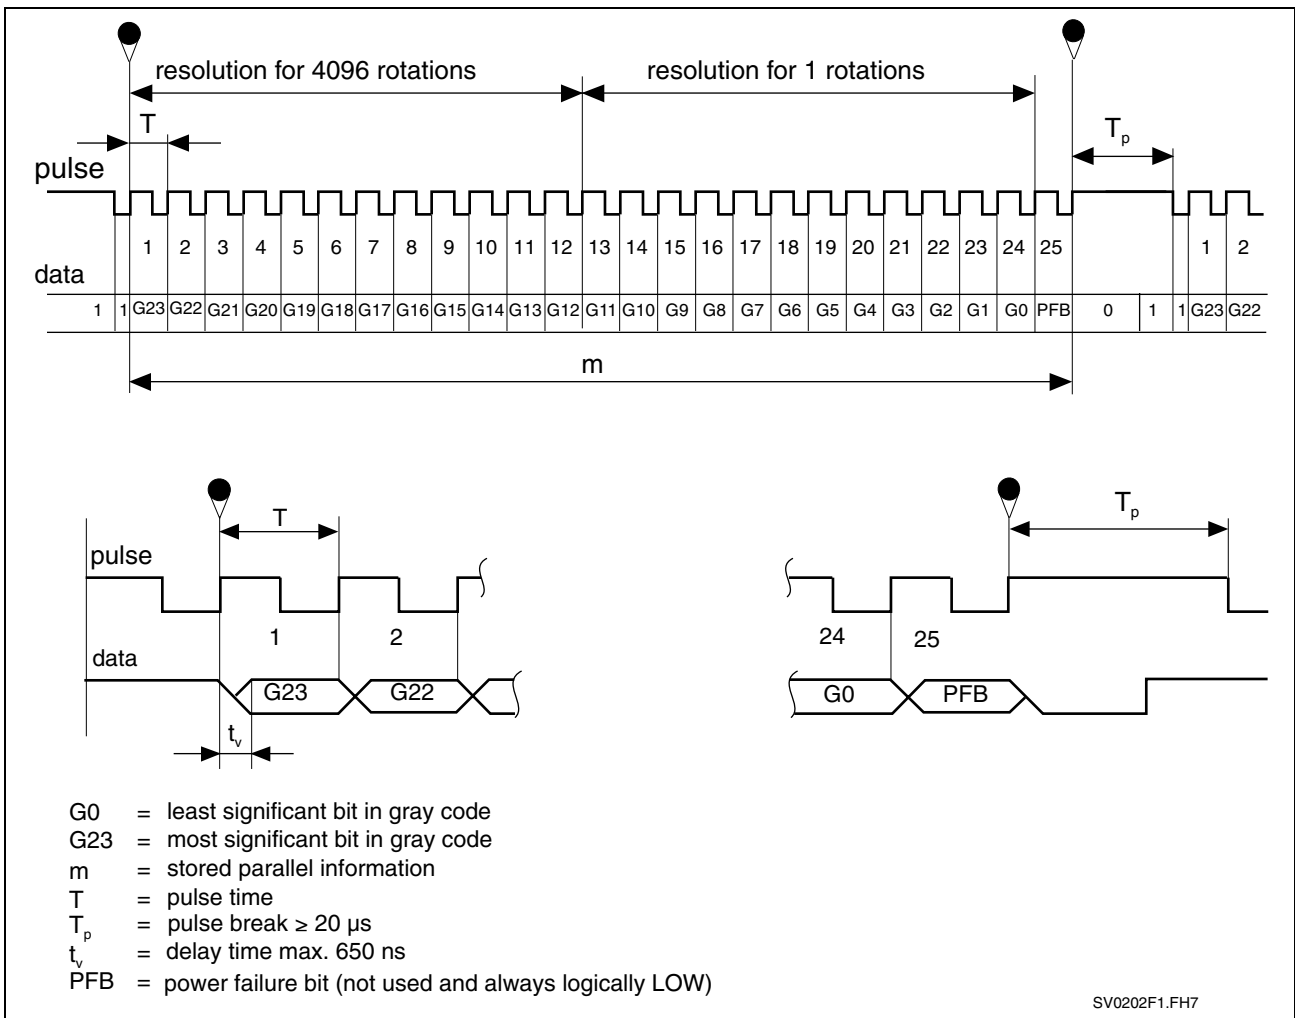 resolution for 4096 rotations resolution for 1 rotations
T Tp
pulse
1 2 3 4 5 6 7 8 9 10 11 12 13 14 15 16 17 18 19 20 21 22 23 24 25 1 2
data
1 1 G23 G22 G21 G20 G19 G18 G17 G16 G15 G14 G13 G12 G11 G10 G9 G8 G7 G6 G5 G4 G3 G2 G1 G0 PFB 0 1 1 G23 G22
m
T Tp
pulse
1 2 24 25
data
G23 G22 G0 PFB
tv
G0 = least significant bit in gray code
G23 = most significant bit in gray code
m = stored parallel information
T = pulse time
Tp = pulse break ≥ 20 µs
tv = delay time max. 650 ns
PFB = power failure bit (not used and always logically LOW)
SV0202F1.FH7